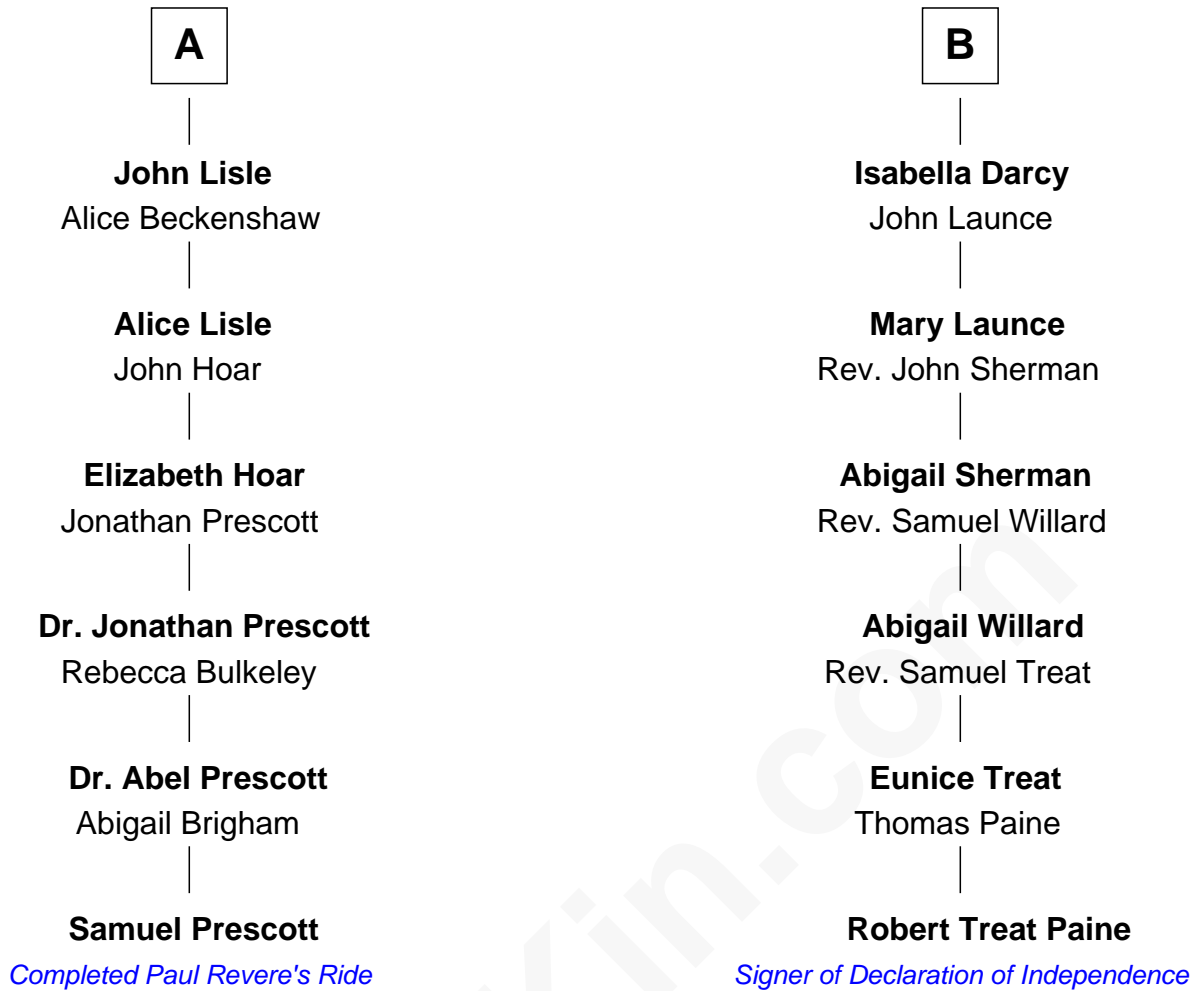 A
John Lisle
Alice Beckenshaw
Alice Lisle
John Hoar
Elizabeth Hoar
Jonathan Prescott
Dr. Jonathan Prescott
Rebecca Bulkeley
Dr. Abel Prescott
Abigail Brigham
Samuel Prescott
Completed Paul Revere's Ride
B
Isabella Darcy
John Launce
Mary Launce
Rev. John Sherman
Abigail Sherman
Rev. Samuel Willard
Abigail Willard
Rev. Samuel Treat
Eunice Treat
Thomas Paine
Robert Treat Paine
Signer of Declaration of Independence